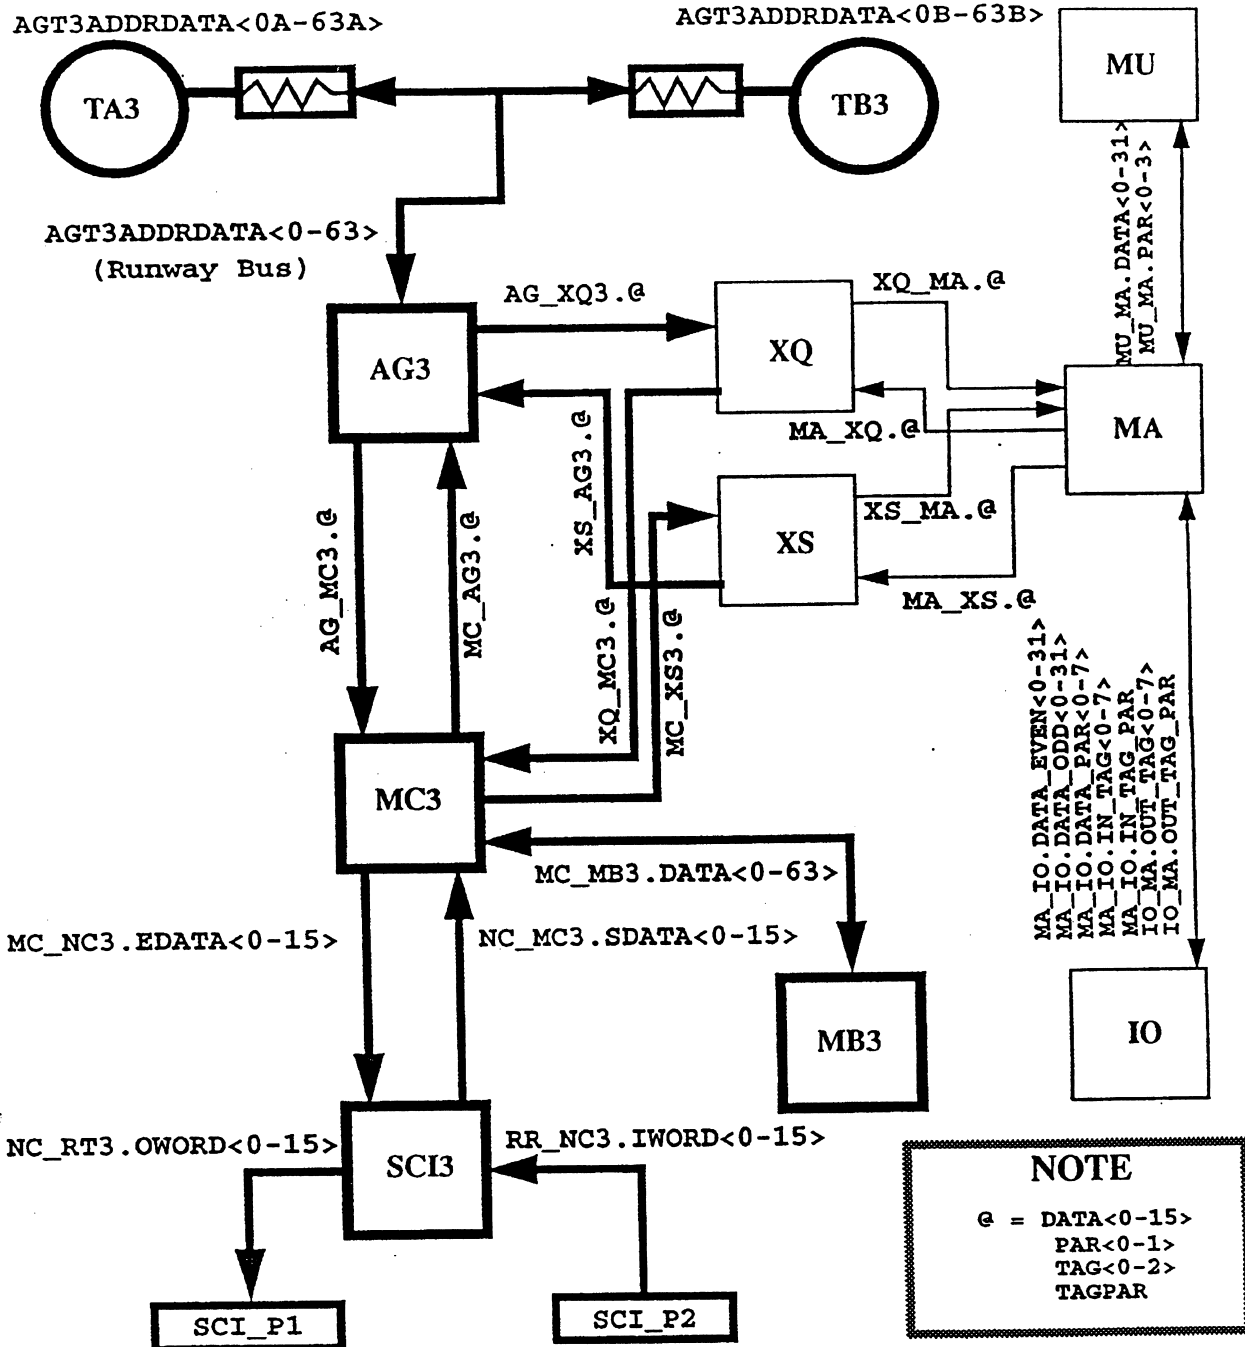 AGT3ADDRDATA<0A-63A>
AGT3ADDRDATA<0B-63B>
TA3
TB3
MU
MU_MA.DATA<0-31>
MU_MA.PAR<0-3>
AGT3ADDRDATA<0-63>
(Runway Bus)
AG_XQ3.@
XQ_MA.@
AG3
XQ
MA
MA_XQ.@
XS_AG3.@
AG_MC3.@
MC_AG3.@
XS
XS_MA.@
MA_XS.@
XQ_MC3.@
MC_XS3.@
MA_IO.DATA_EVEN<0-31>
MA_IO.DATA_ODD<0-31>
MA_IO.DATA_PAR<0-7>
MA_IO.IN_TAG<0-7>
MA_IO.IN_TAG_PAR
IO_MA.OUT_TAG<0-7>
IO_MA.OUT_TAG_PAR
MC3
MC_MB3.DATA<0-63>
MC_NC3.EDATA<0-15>
NC_MC3.SDATA<0-15>
MB3
IO
NC_RT3.OWORD<0-15>
RR_NC3.IWORD<0-15>
SCI3
SCI_P1
SCI_P2
NOTE
@ = DATA<0-15>
PAR<0-1>
TAG<0-2>
TAGPAR